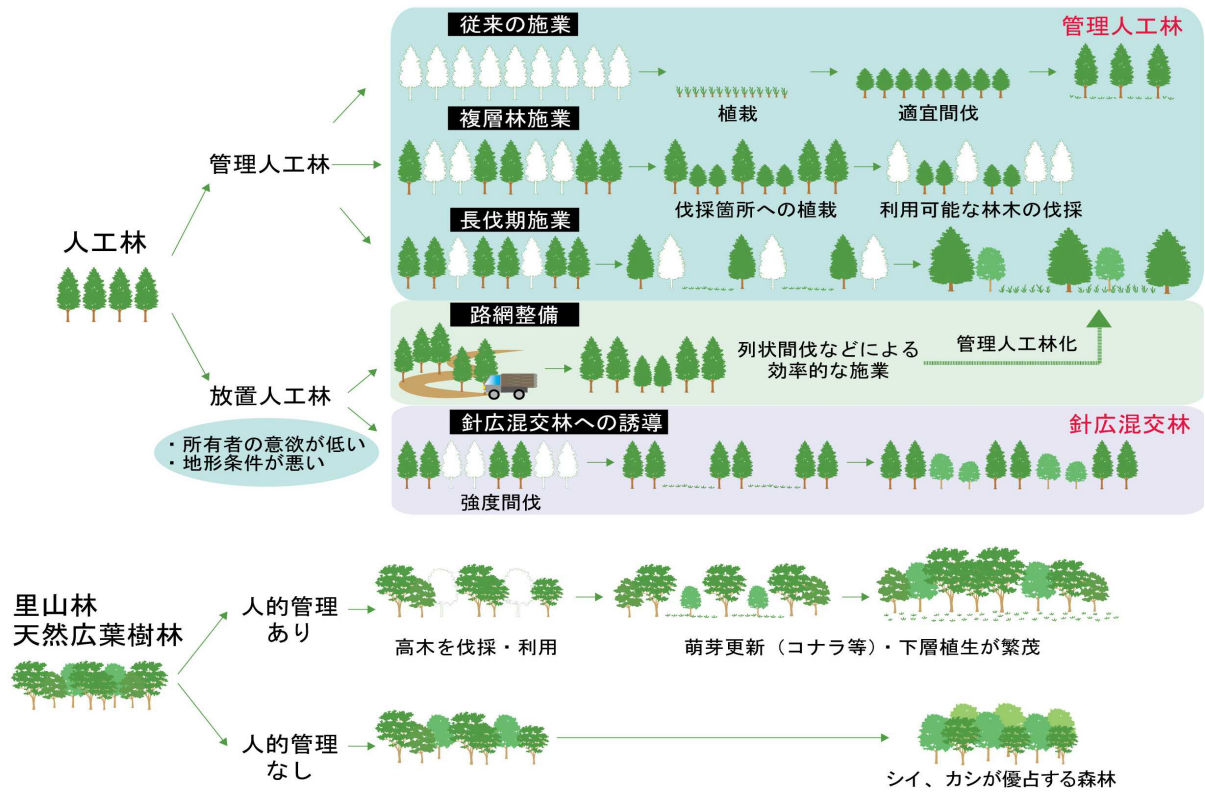 従来の施業
管理人工林
植栽
適宜間伐
複層林施業
管理人工林
伐採箇所への植栽
利用可能な林木の伐採
長伐期施業
人工林
路網整備
列状間伐などによる
効率的な施業
管理人工林化
放置人工林
・所有者の意欲が低い
・地形条件が悪い
針広混交林への誘導
針広混交林
強度間伐
里山林
天然広葉樹林
人的管理
あり
高木を伐採・利用
萌芽更新（コナラ等）・下層植生が繁茂
人的管理
なし
シイ、カシが優占する森林